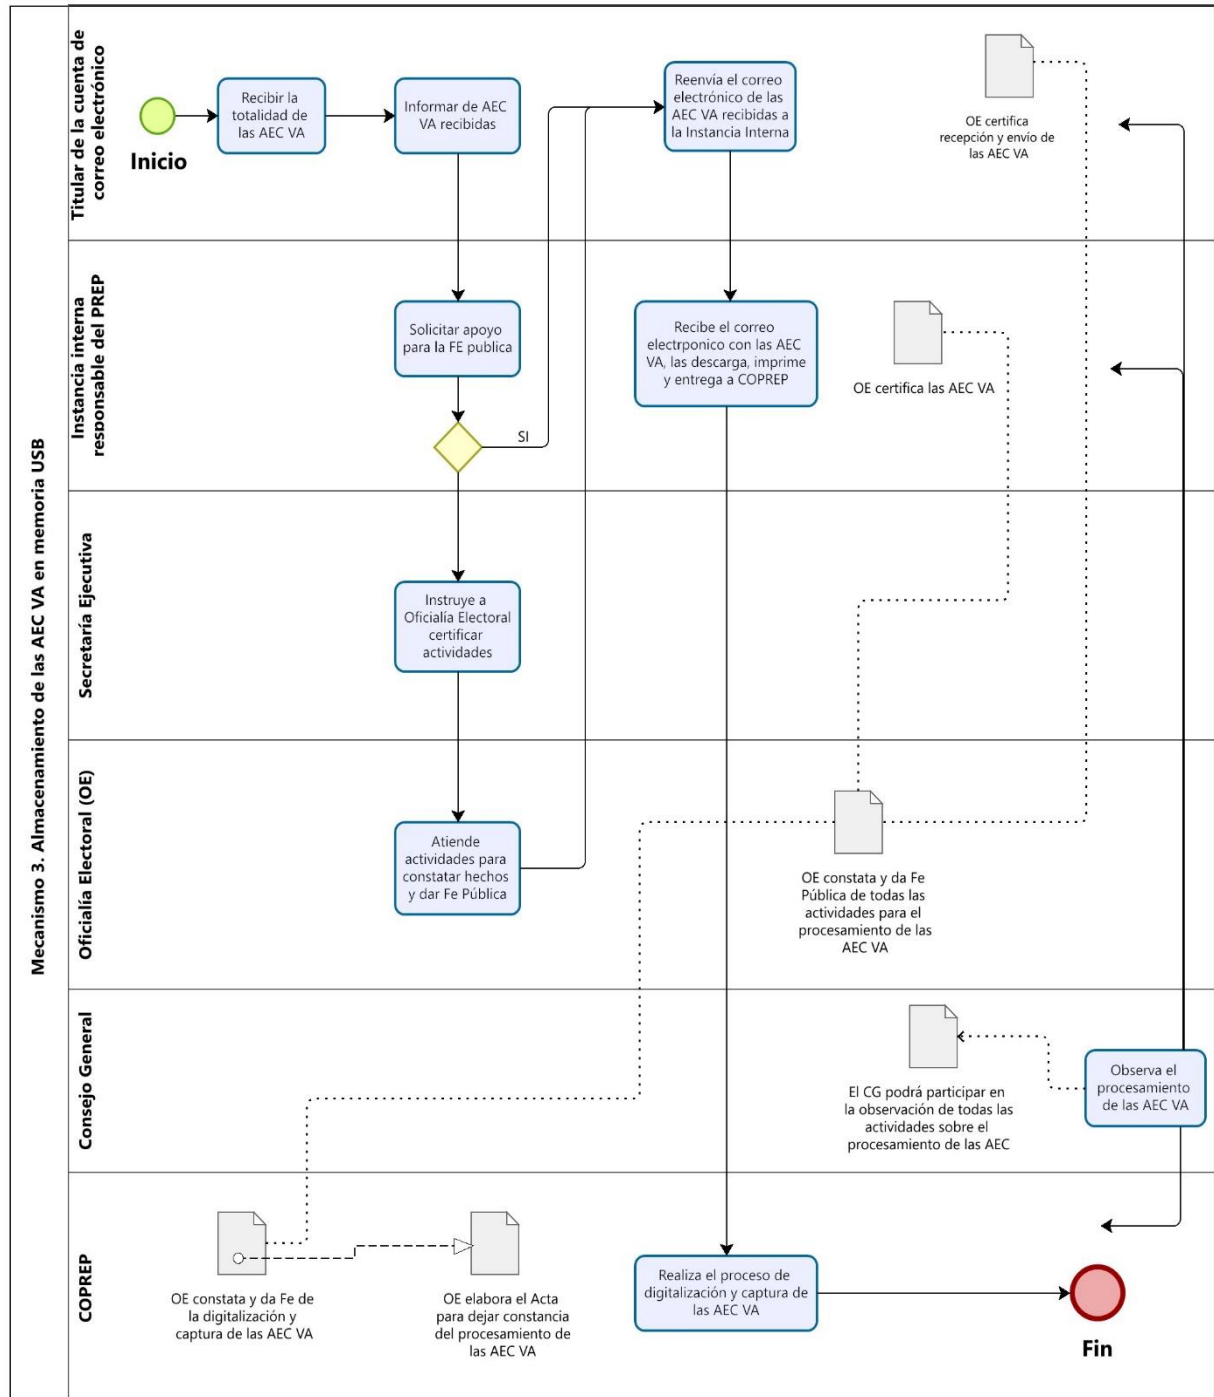 Mecanismo 3. Almacenamiento de las AEC VA en memoria USB
Titular de la cuenta de
correo electrónico
Inicio
Recibir la
totalidad de
las AEC VA
Informar de AEC
VA recibidas
Reenvía el correo
electrónico de las
AEC VA recibidas a
la Instancia Interna
OE certifica
recepción y envío de
las AEC VA
Instancia interna
responsable del PREP
Solicitar apoyo
para la FE publica
SI
Recibe el correo
electrponico con las AEC
VA, las descarga, imprime
y entrega a COPREP
OE certifica las AEC VA
Secretaría Ejecutiva
Instruye a
Oficialía Electoral
certificar
actividades
Oficialía Electoral (OE)
Atiende
actividades para
constatar hechos
y dar Fe Pública
OE constata y da Fe
Pública de todas las
actividades para el
procesamiento de las
AEC VA
Consejo General
El CG podrá participar en
la observación de todas las
actividades sobre el
procesamiento de las AEC
Observa el
procesamiento
de las AEC VA
COPREP
OE constata y da Fe de
la digitalización y
captura de las AEC VA
OE elabora el Acta
para dejar constancia
del procesamiento de
las AEC VA
Realiza el proceso de
digitalización y captura de
las AEC VA
Fin